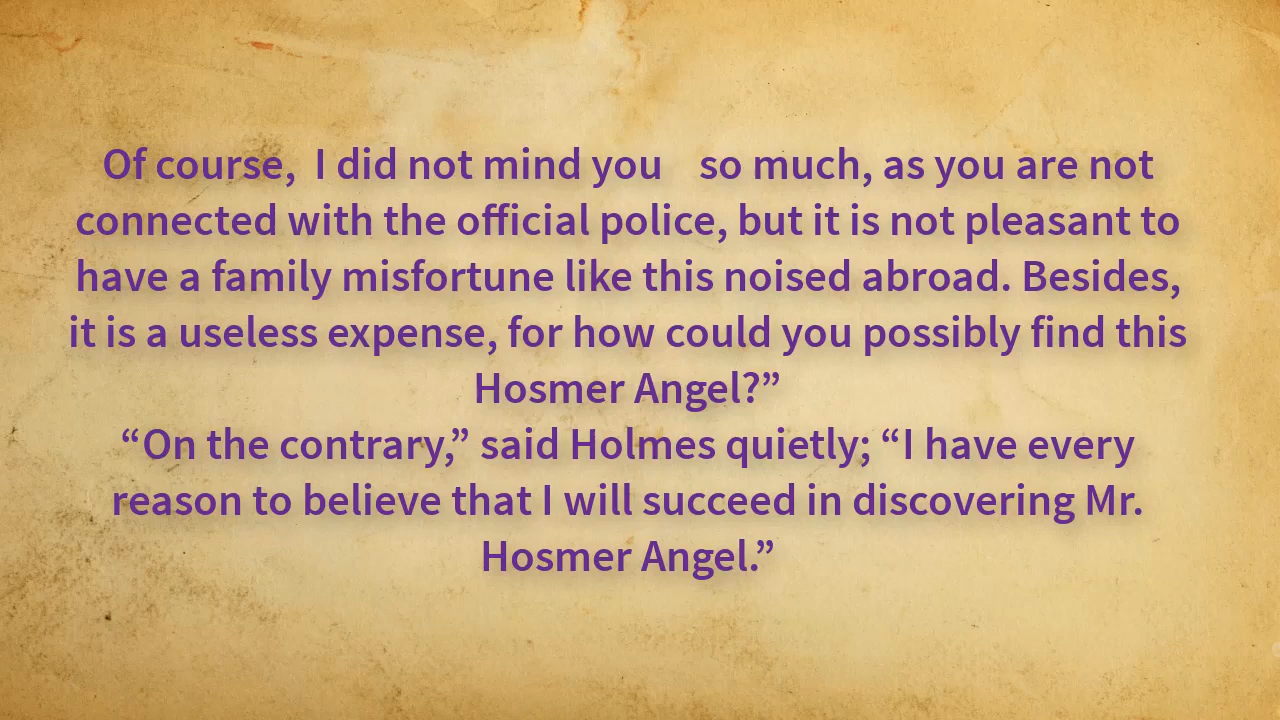 Of course,  I did not mind you    so much, as you are not
connected with the official police, but it is not pleasant to
have a family misfortune like this noised abroad. Besides,
it is a useless expense, for how could you possibly find this
Hosmer Angel?”
“On the contrary,” said Holmes quietly; “I have every
reason to believe that I will succeed in discovering Mr.
Hosmer Angel.”